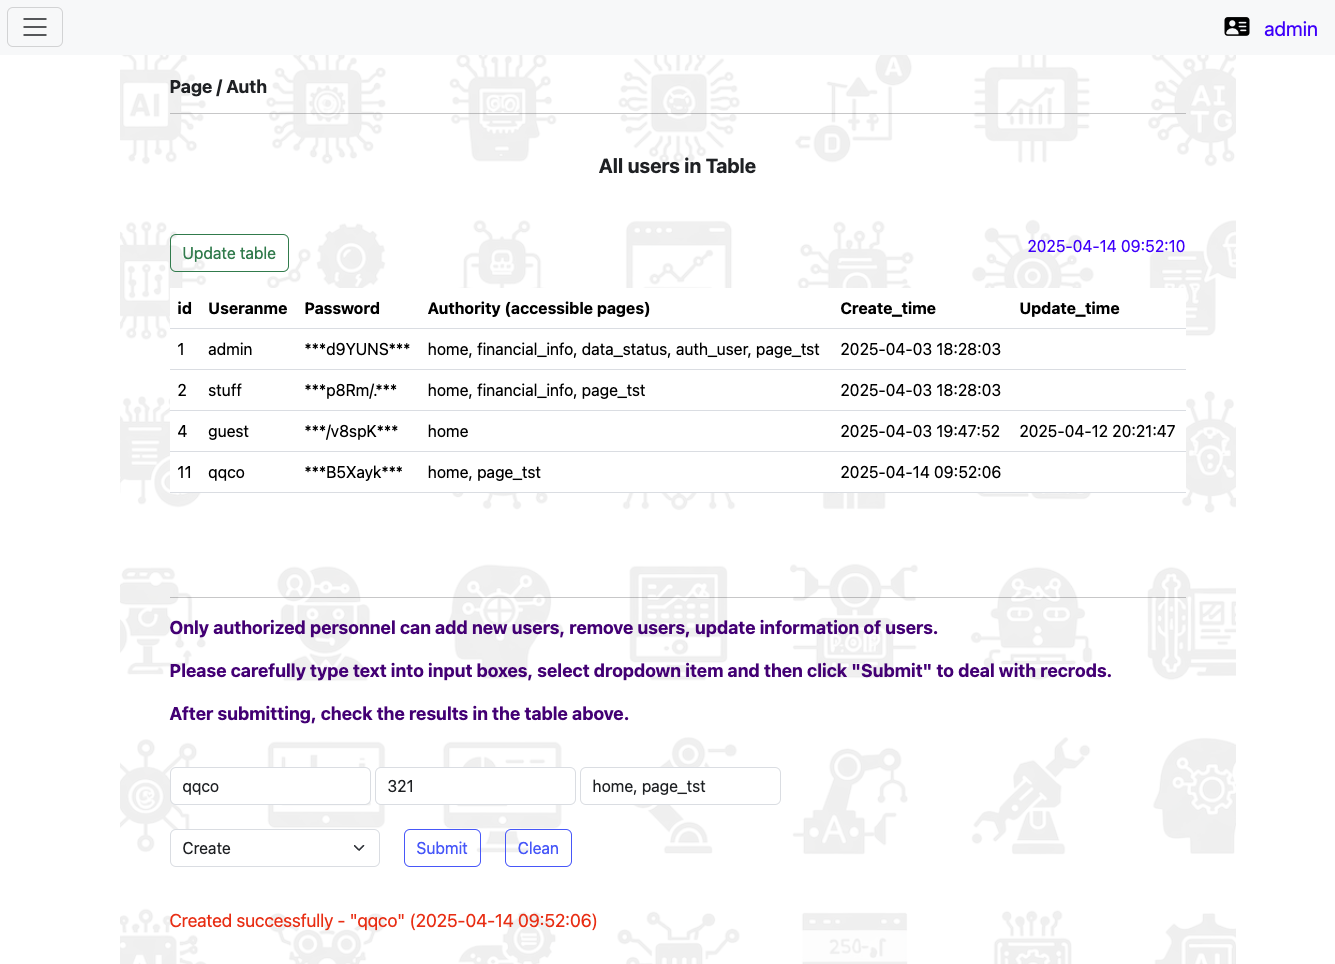 admin
Page / Auth
All users in Table
Update table
2025-04-14 09:52:10
id Useranme Password Authority (accessible pages) Create_time Update_time
1 admin ***d9YUNS*** home, financial_info, data_status, auth_user, page_tst 2025-04-03 18:28:03
2 stuff ***p8Rm/.*** home, financial_info, page_tst 2025-04-03 18:28:03
4 guest ***/v8spK*** home 2025-04-03 19:47:52 2025-04-12 20:21:47
11 qqco ***B5Xayk*** home, page_tst 2025-04-14 09:52:06
Only authorized personnel can add new users, remove users, update information of users.
Please carefully type text into input boxes, select dropdown item and then click "Submit" to deal with recrods.
After submitting, check the results in the table above.
qqco 321 home, page_tst
Create Submit Clean
Created successfully - "qqco" (2025-04-14 09:52:06)